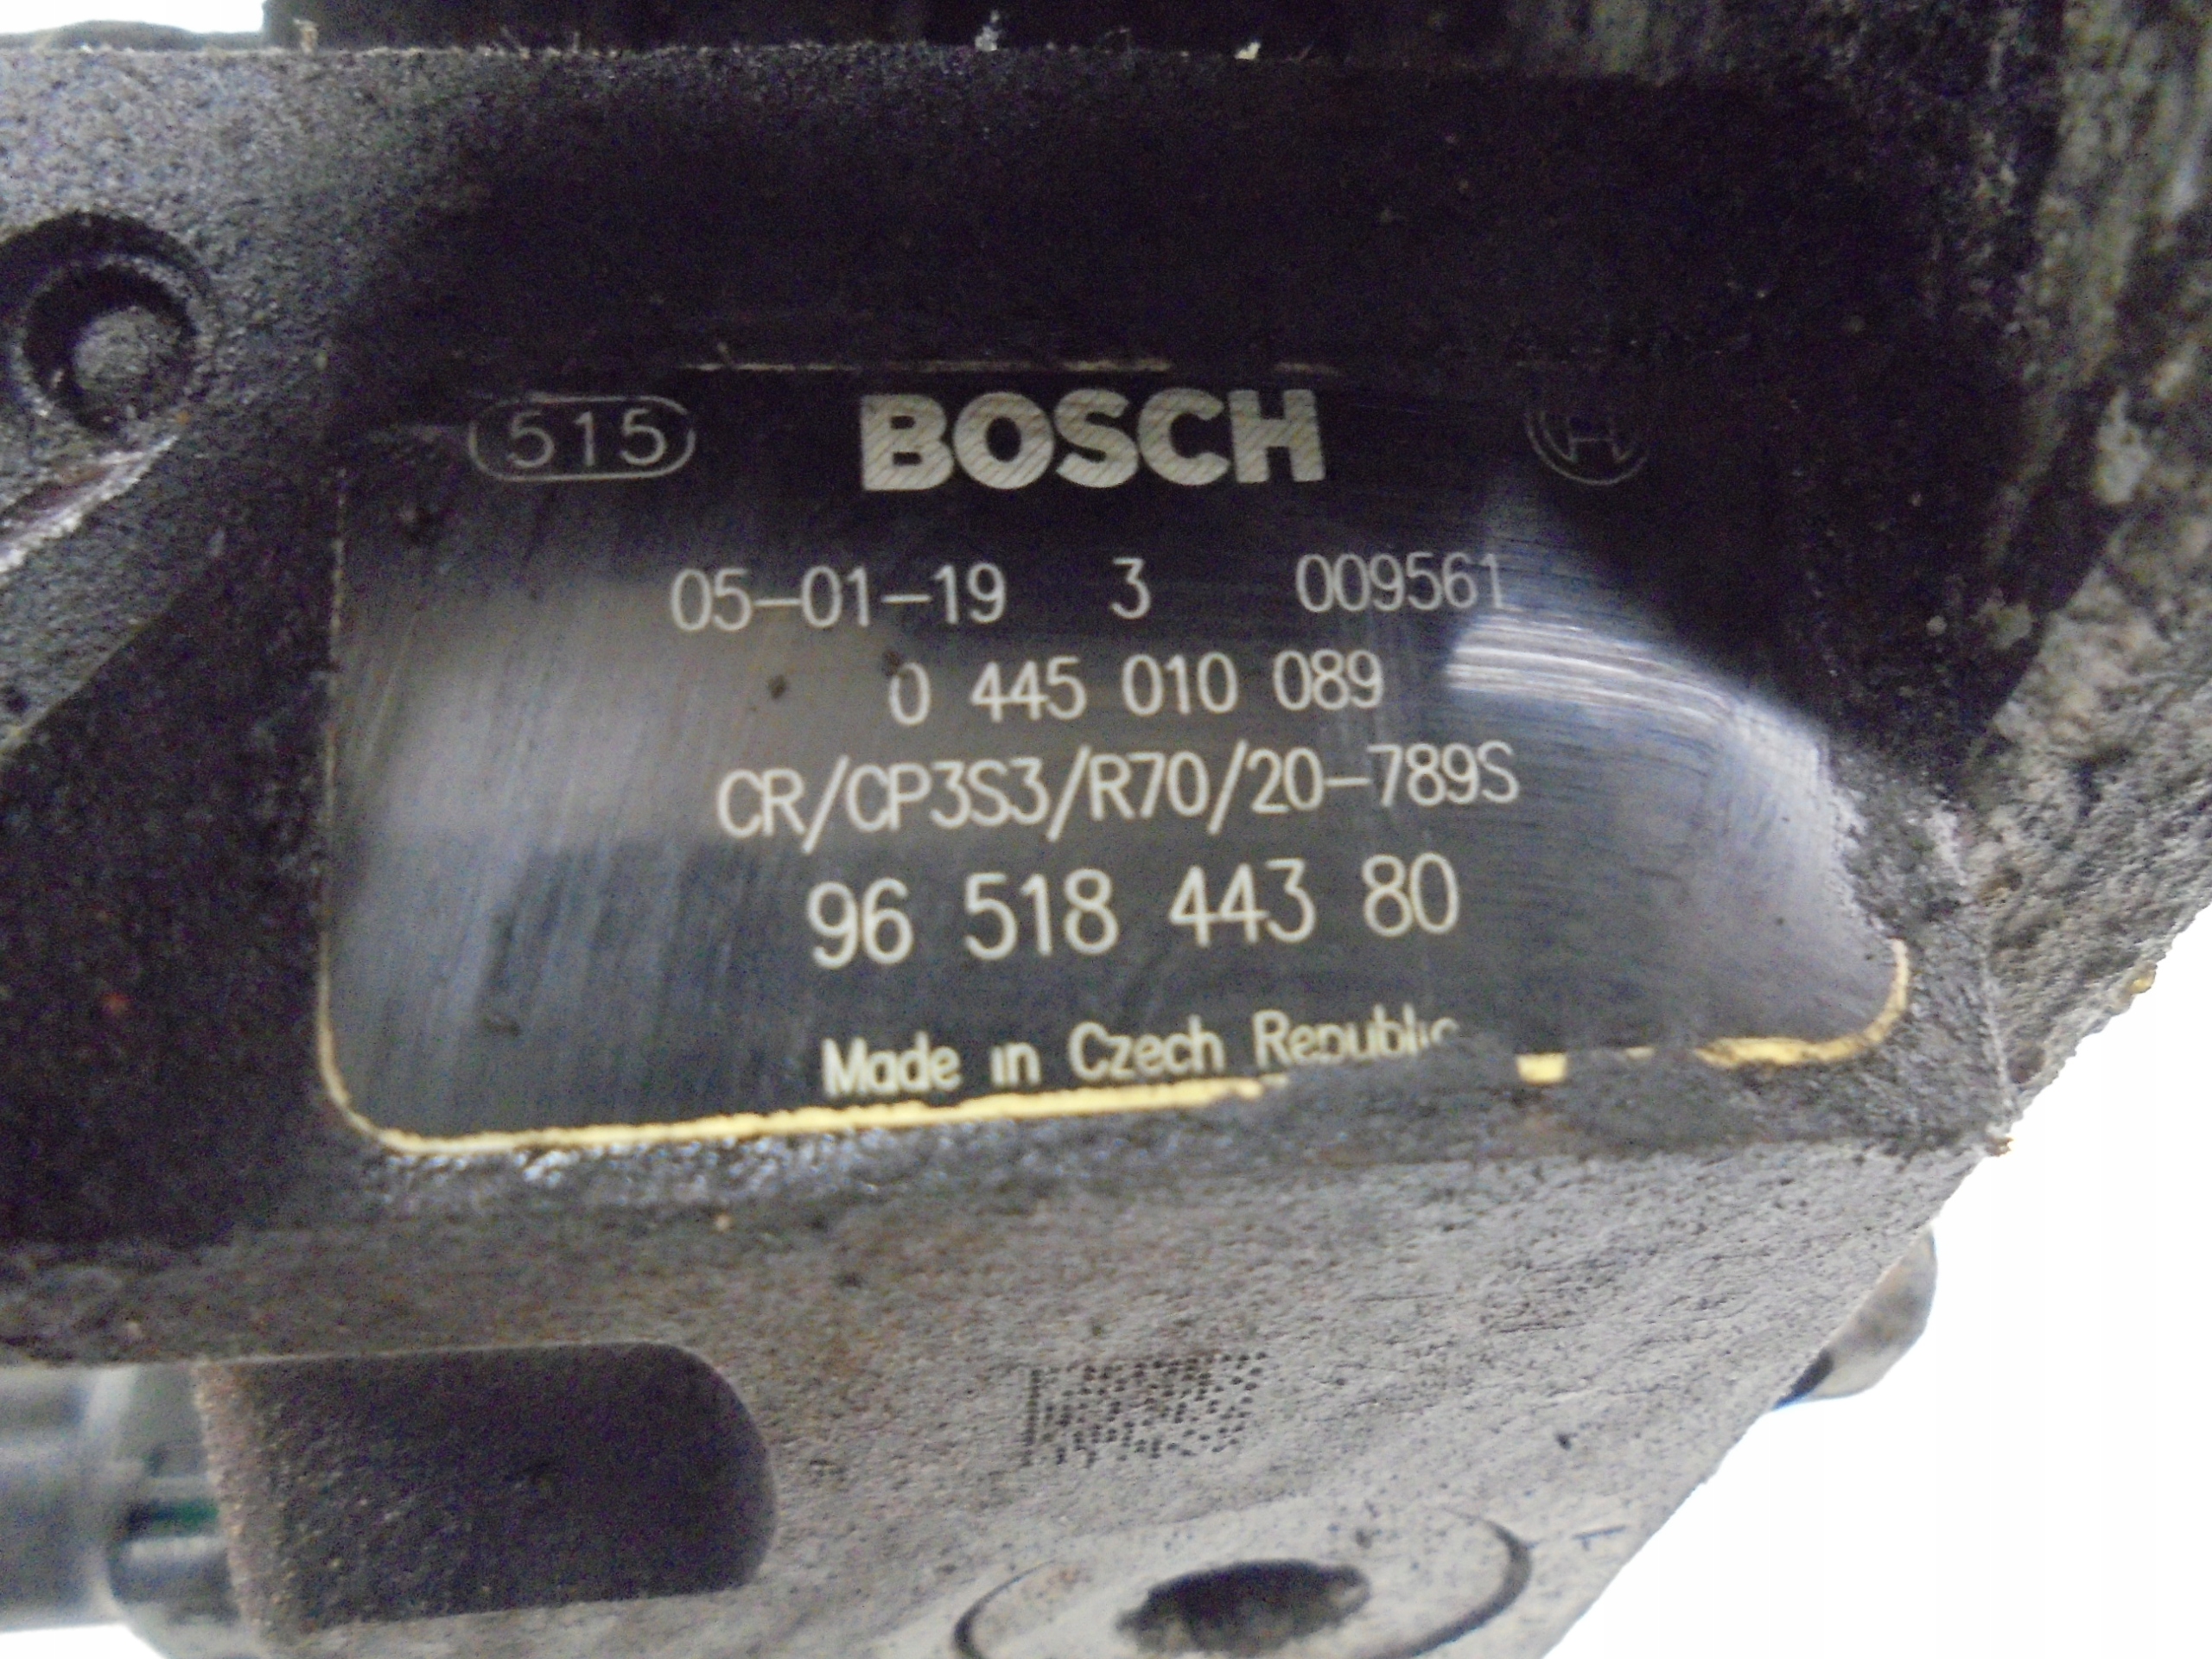 515 BOSCH
05-01-19 3 009561
0 445 010 089
CR/CP3S3/R70/20-789S
96 518 443 80
Made in Czech Republic